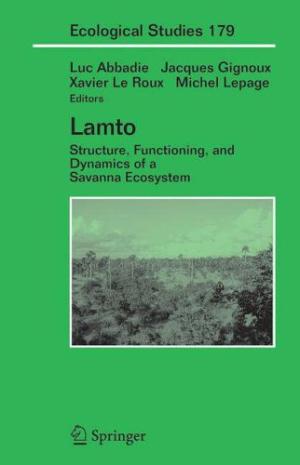 Ecological Studies 179
Luc Abbadie Jacques Gignoux
Xavier Le Roux Michel Lepage
Editors
Lamto
Structure, Functioning, and
Dynamics of a
Savanna Ecosystem
Springer